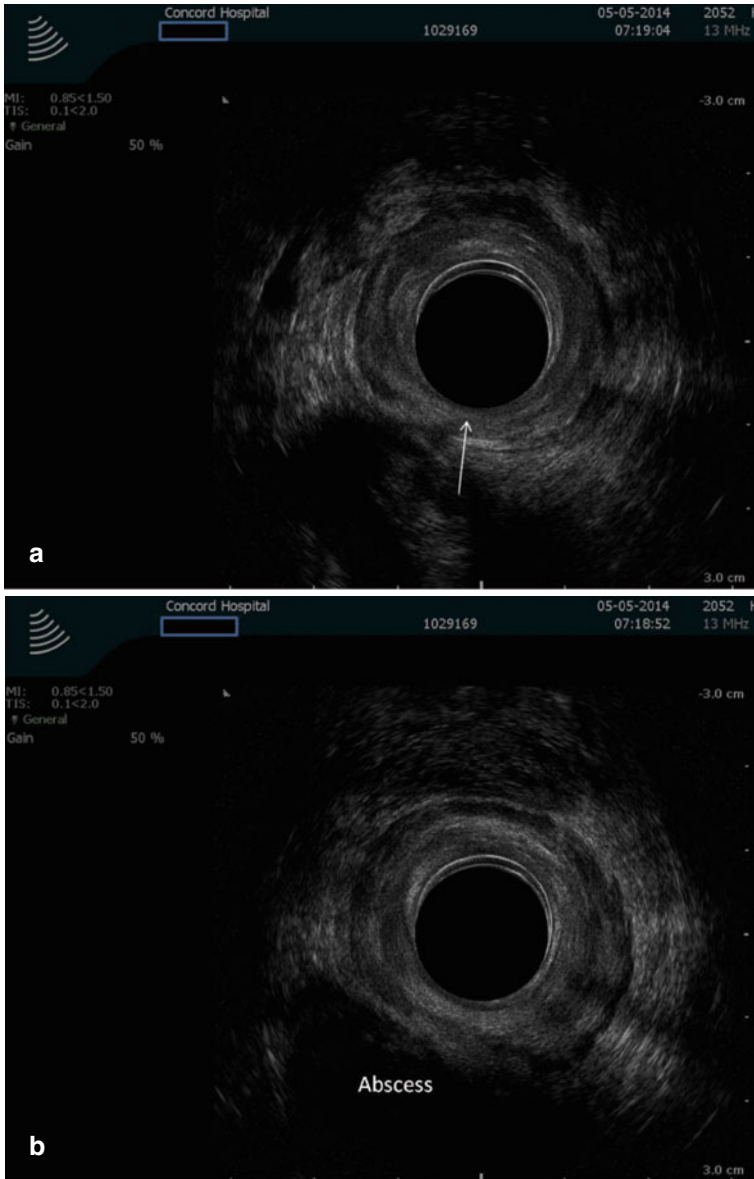 Concord Hospital 05-05-2014 2052
1029169 07:19:04 13 MHz
MI: 0.85<1.50
TIS: 0.1<2.0
General
Gain 50 %
-3.0 cm
3.0 cm
a
Concord Hospital 05-05-2014 2052
1029169 07:18:52 13 MHz
MI: 0.85<1.50
TIS: 0.1<2.0
General
Gain 50 %
-3.0 cm
Abscess
3.0 cm
b